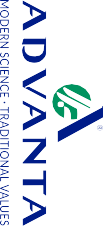 ADVANTA
MODERN SCIENCE · TRADITIONAL VALUES
®